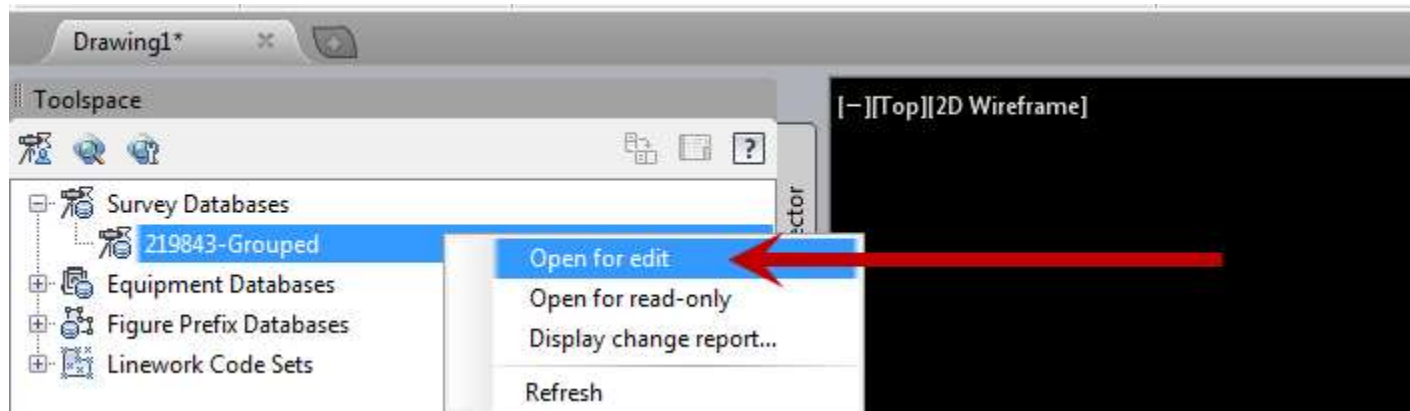 Drawing1*
Toolspace
[−][Top][2D Wireframe]
?
Survey Databases
219843-Grouped
Open for edit
Equipment Databases
Open for read-only
Figure Prefix Databases
Display change report...
Linework Code Sets
Refresh